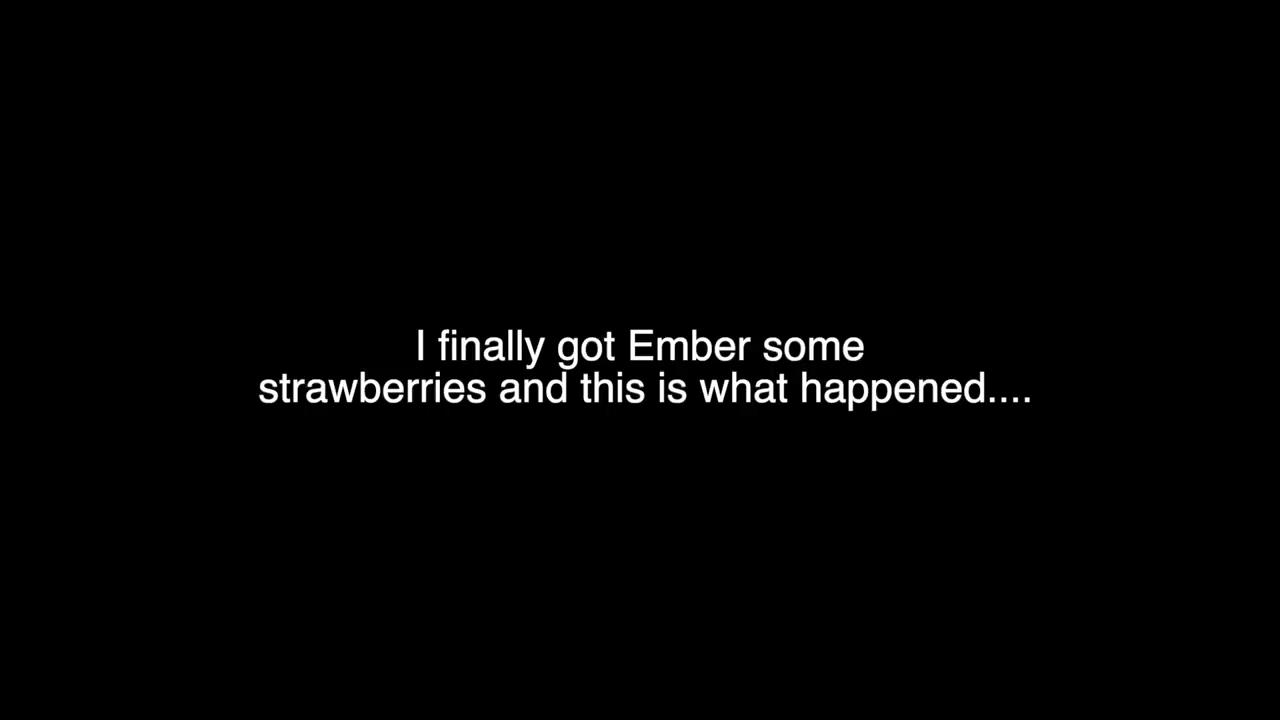 I finally got Ember some
strawberries and this is what happened....